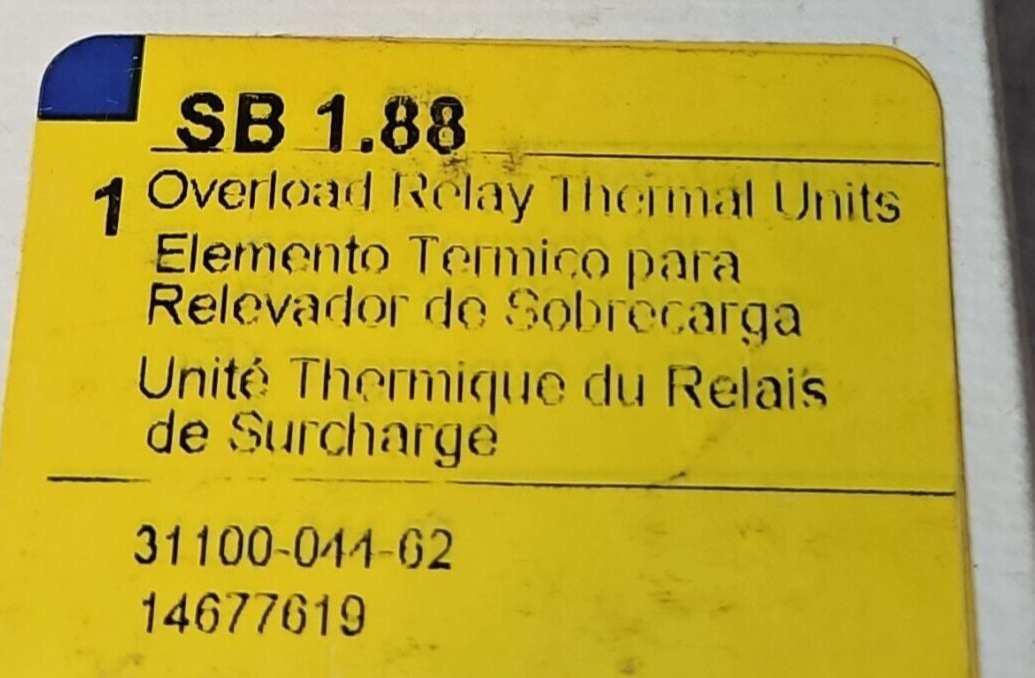 SB 1.88
1 Overload Relay Thermal Units
Elemento Termico para
Relevador de Sobrecarga
Unité Thermique du Relais
de Surcharge
31100-044-62
14677619